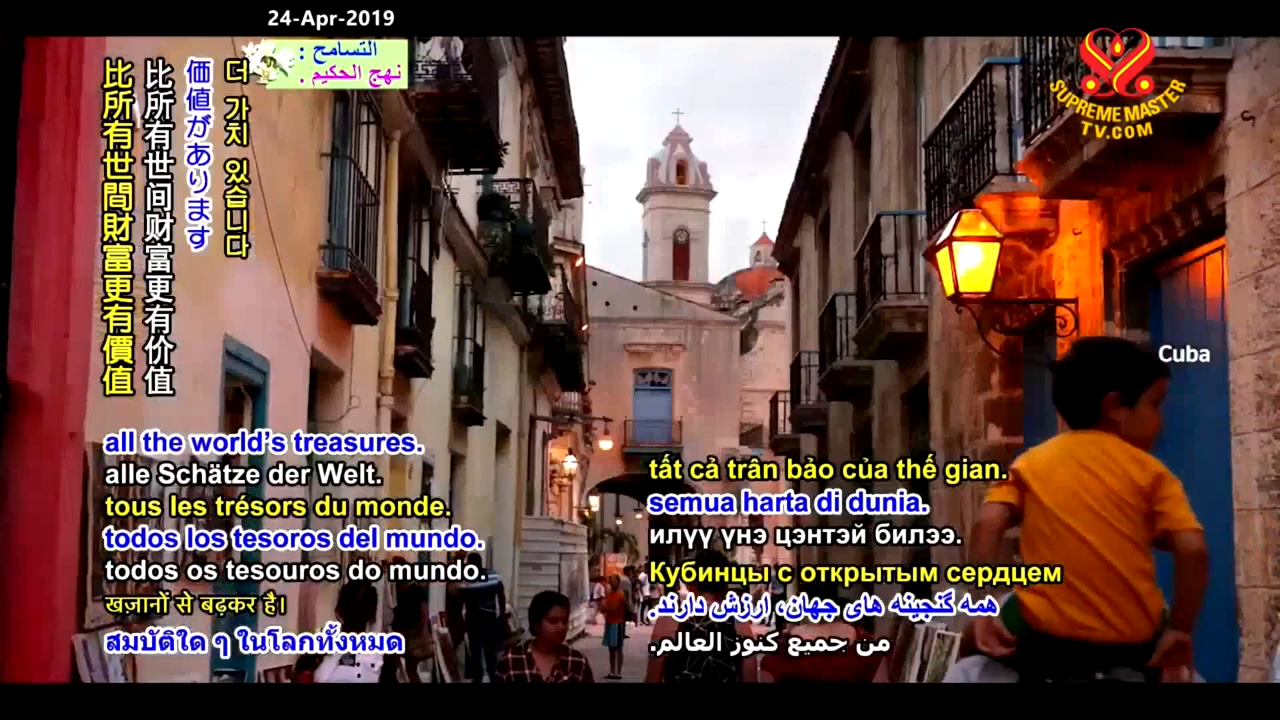 24-Apr-2019
التسامح :
نهج الحكيم .
SUPREME MASTER
TV.COM
더 가치 있습니다
価値があります
比所有世间财富更有价值
比所有世間財富更有價值
Cuba
all the world's treasures.
alle Schätze der Welt.
tous les trésors du monde.
todos los tesoros del mundo.
todos os tesouros do mundo.
खज़ानों से बढ़कर है।
สมบัติใด ๆ ในโลกทั้งหมด
tất cả trân bảo của thế gian.
semua harta di dunia.
илүү үнэ цэнтэй билээ.
Кубинцы с открытым сердцем
همه گنجینه های جهان، ارزش دارند.
من جميع كنوز العالم.